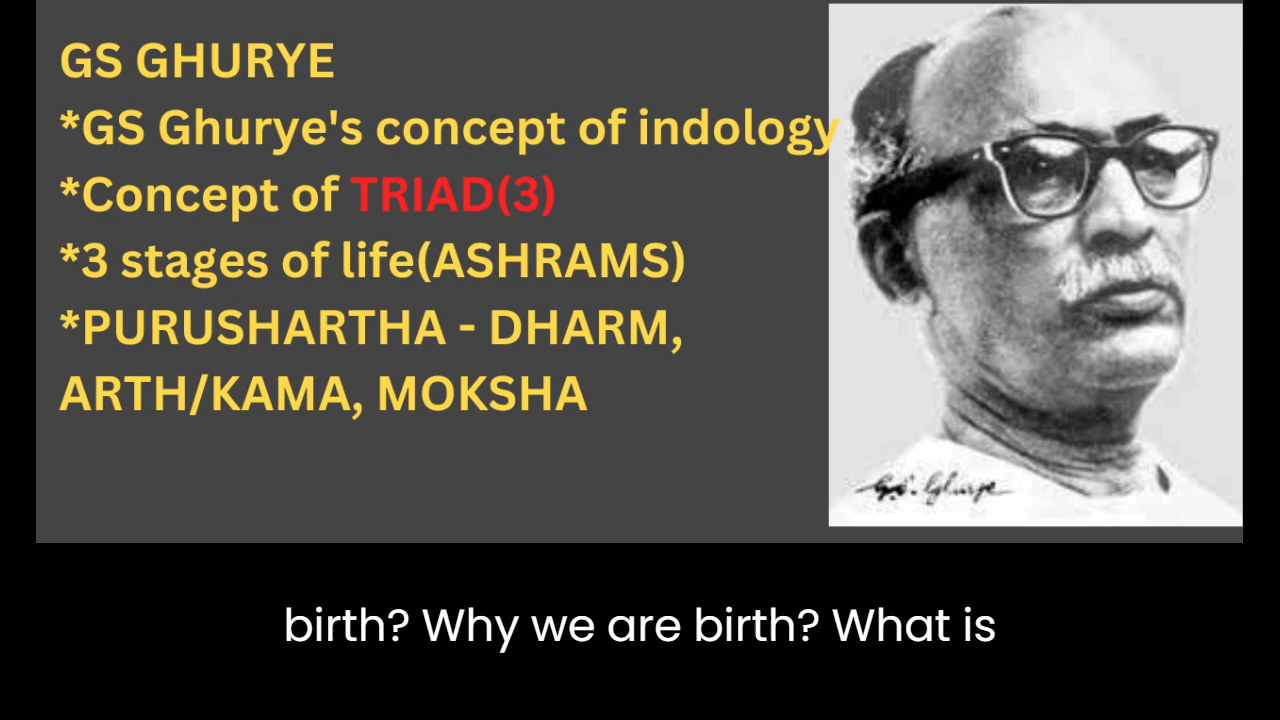 GS GHURYE
*GS Ghurye's concept of indology
*Concept of TRIAD(3)
*3 stages of life(ASHRAMS)
*PURUSHARTHA - DHARM,
ARTH/KAMA, MOKSHA
G.S. Ghurye
birth? Why we are birth? What is